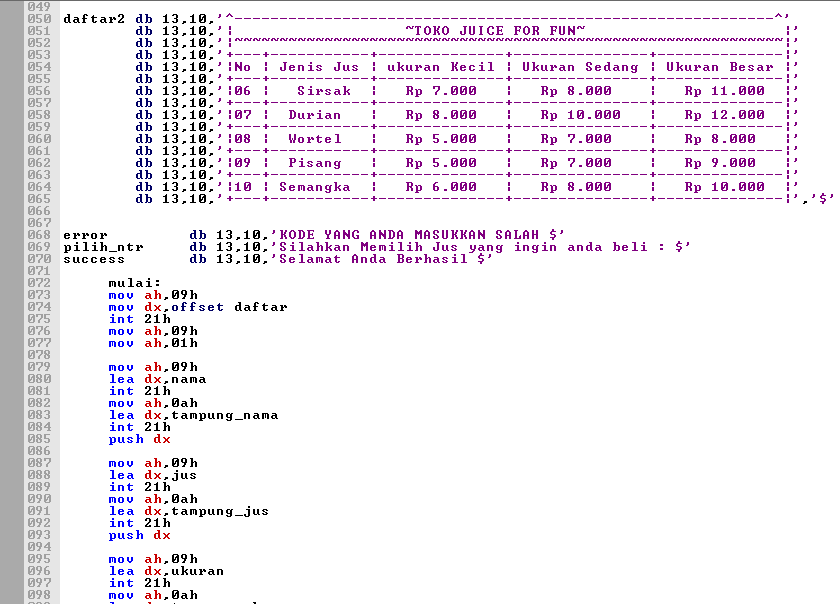 049
050 daftar2 db 13,10,'^------------------------------------------------------------^'
051 db 13,10,'¦ ~TOKO JUICE FOR FUN~ ¦'
052 db 13,10,'¦~~~~~~~~~~~~~~~~~~~~~~~~~~~~~~~~~~~~~~~~~~~~~~~~~~~~~~~~~~~~~¦'
053 db 13,10,'+---+-----------+--------------+---------------+--------------¦'
054 db 13,10,'¦No ¦ Jenis Jus ¦ ukuran Kecil ¦ Ukuran Sedang ¦ Ukuran Besar ¦'
055 db 13,10,'+---+-----------+--------------+---------------+--------------¦'
056 db 13,10,'¦06 ¦ Sirsak ¦ Rp 7.000 ¦ Rp 8.000 ¦ Rp 11.000 ¦'
057 db 13,10,'+---+-----------+--------------+---------------+--------------¦'
058 db 13,10,'¦07 ¦ Durian ¦ Rp 8.000 ¦ Rp 10.000 ¦ Rp 12.000 ¦'
059 db 13,10,'+---+-----------+--------------+---------------+--------------¦'
060 db 13,10,'¦08 ¦ Wortel ¦ Rp 5.000 ¦ Rp 7.000 ¦ Rp 8.000 ¦'
061 db 13,10,'+---+-----------+--------------+---------------+--------------¦'
062 db 13,10,'¦09 ¦ Pisang ¦ Rp 5.000 ¦ Rp 7.000 ¦ Rp 9.000 ¦'
063 db 13,10,'+---+-----------+--------------+---------------+--------------¦'
064 db 13,10,'¦10 ¦ Semangka ¦ Rp 6.000 ¦ Rp 8.000 ¦ Rp 10.000 ¦'
065 db 13,10,'+---+-----------+--------------+---------------+--------------¦','$'
066
067
068 error db 13,10,'KODE YANG ANDA MASUKKAN SALAH $'
069 pilih_ntr db 13,10,'Silahkan Memilih Jus yang ingin anda beli : $'
070 success db 13,10,'Selamat Anda Berhasil $'
071
072 mulai:
073 mov ah,09h
074 mov dx,offset daftar
075 int 21h
076 mov ah,09h
077 mov ah,01h
078
079 mov ah,09h
080 lea dx,nama
081 int 21h
082 mov ah,0ah
083 lea dx,tampung_nama
084 int 21h
085 push dx
086
087 mov ah,09h
088 lea dx,jus
089 int 21h
090 mov ah,0ah
091 lea dx,tampung_jus
092 int 21h
093 push dx
094
095 mov ah,09h
096 lea dx,ukuran
097 int 21h
098 mov ah,0ah